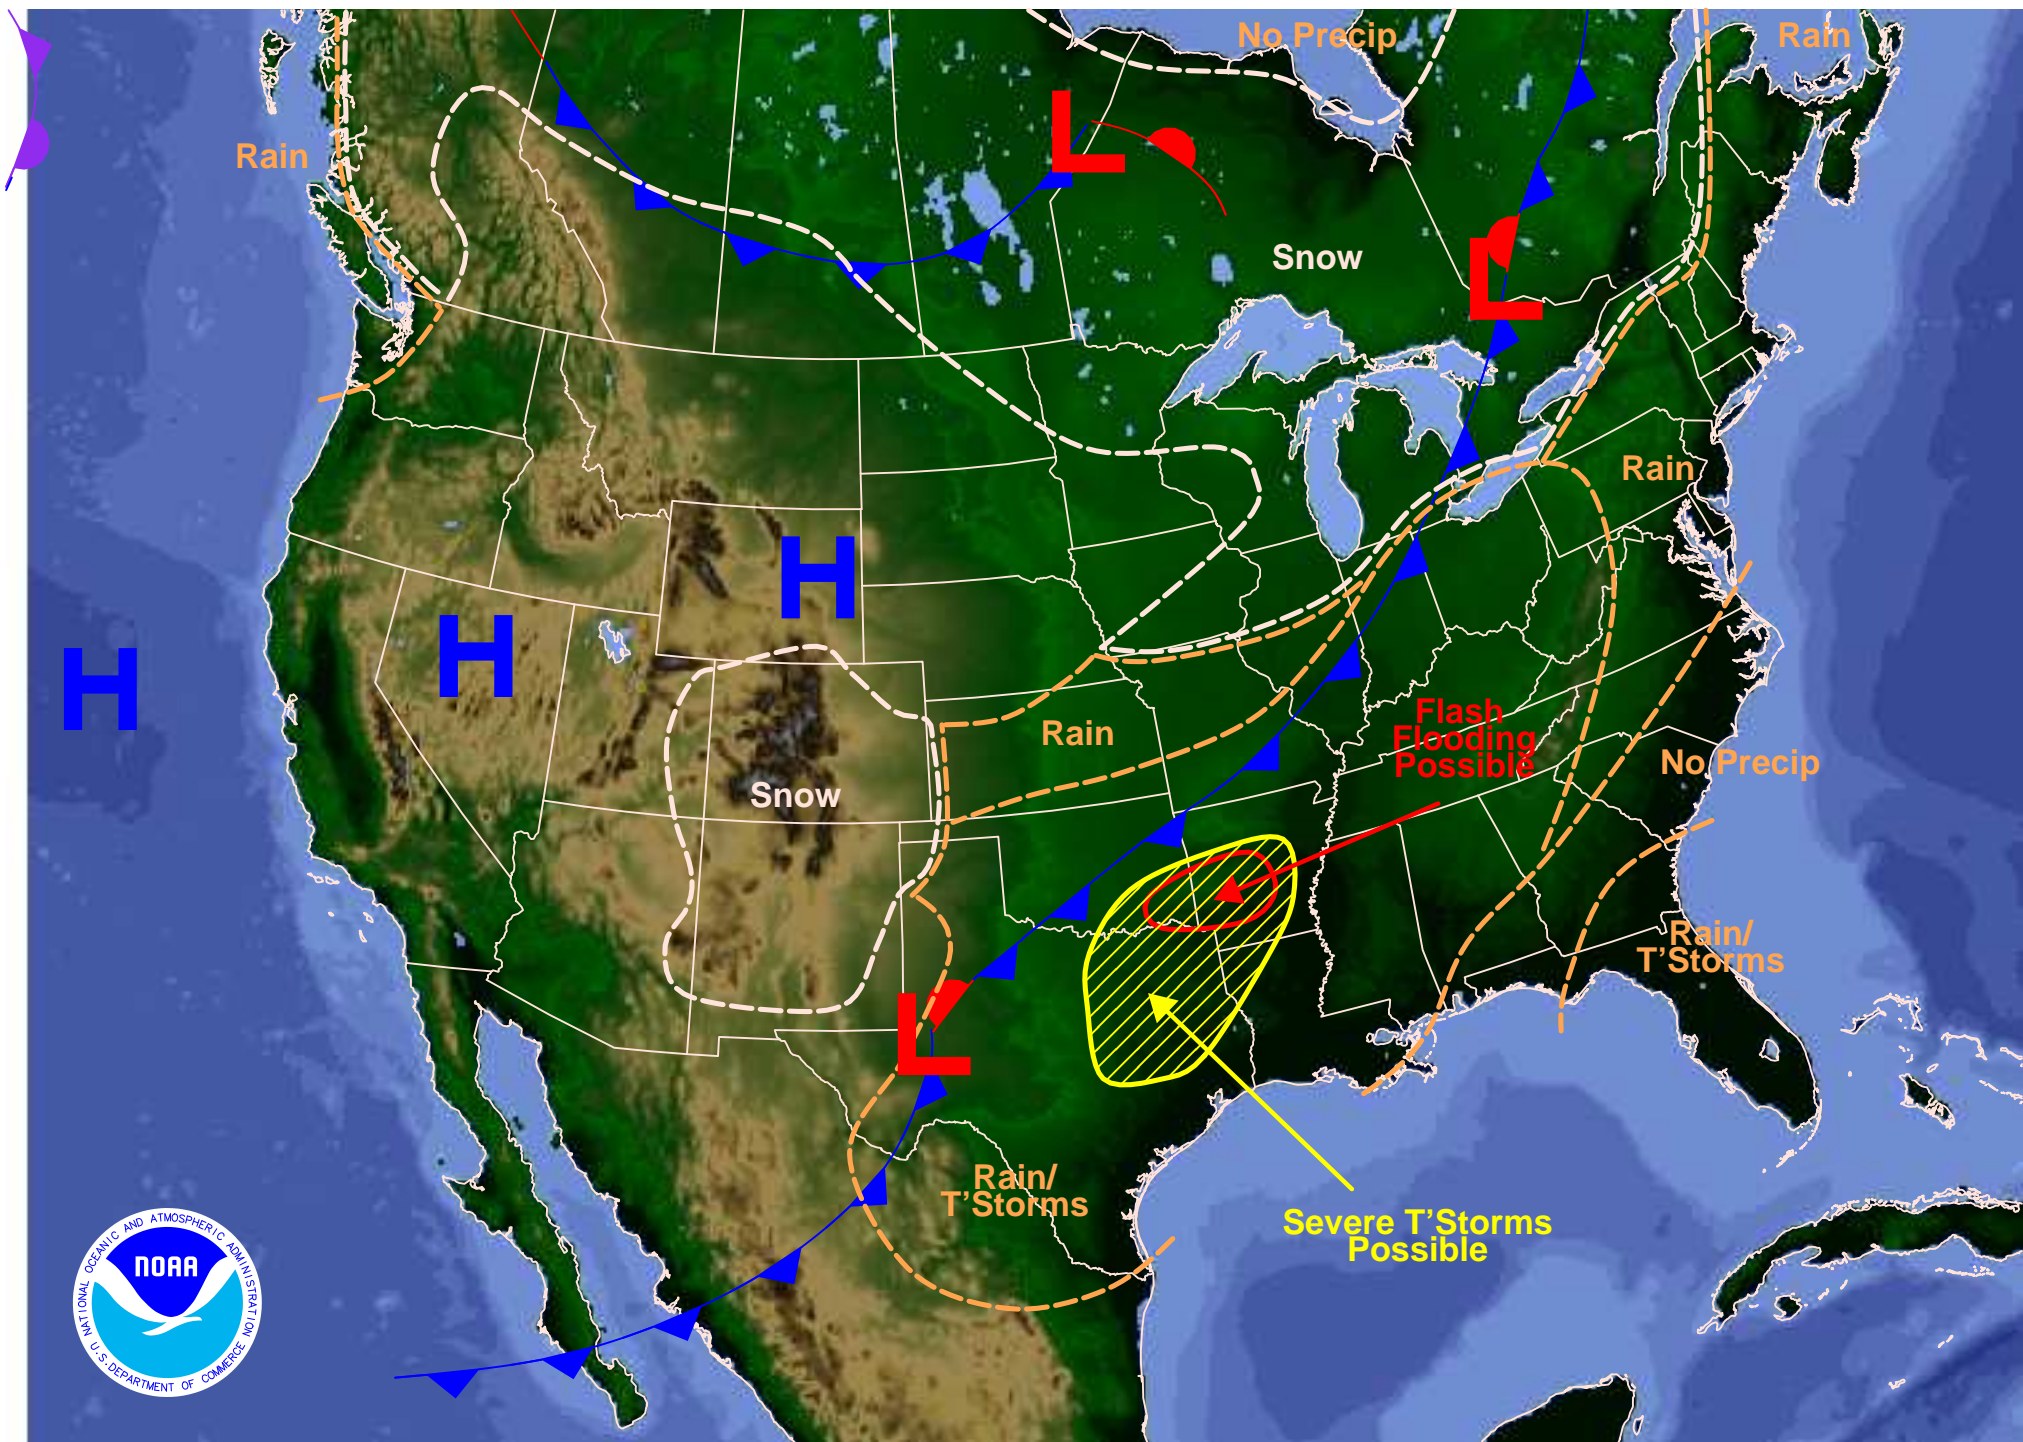 No Precip
Rain
Rain
Snow
L
L
Rain
H
H
H
Flash
Flooding
Possible
Rain
No Precip
Snow
Rain/
T'Storms
L
Rain/
T'Storms
Severe T'Storms
Possible
NATIONAL OCEANIC AND ATMOSPHERIC ADMINISTRATION
NOAA
U.S. DEPARTMENT OF COMMERCE